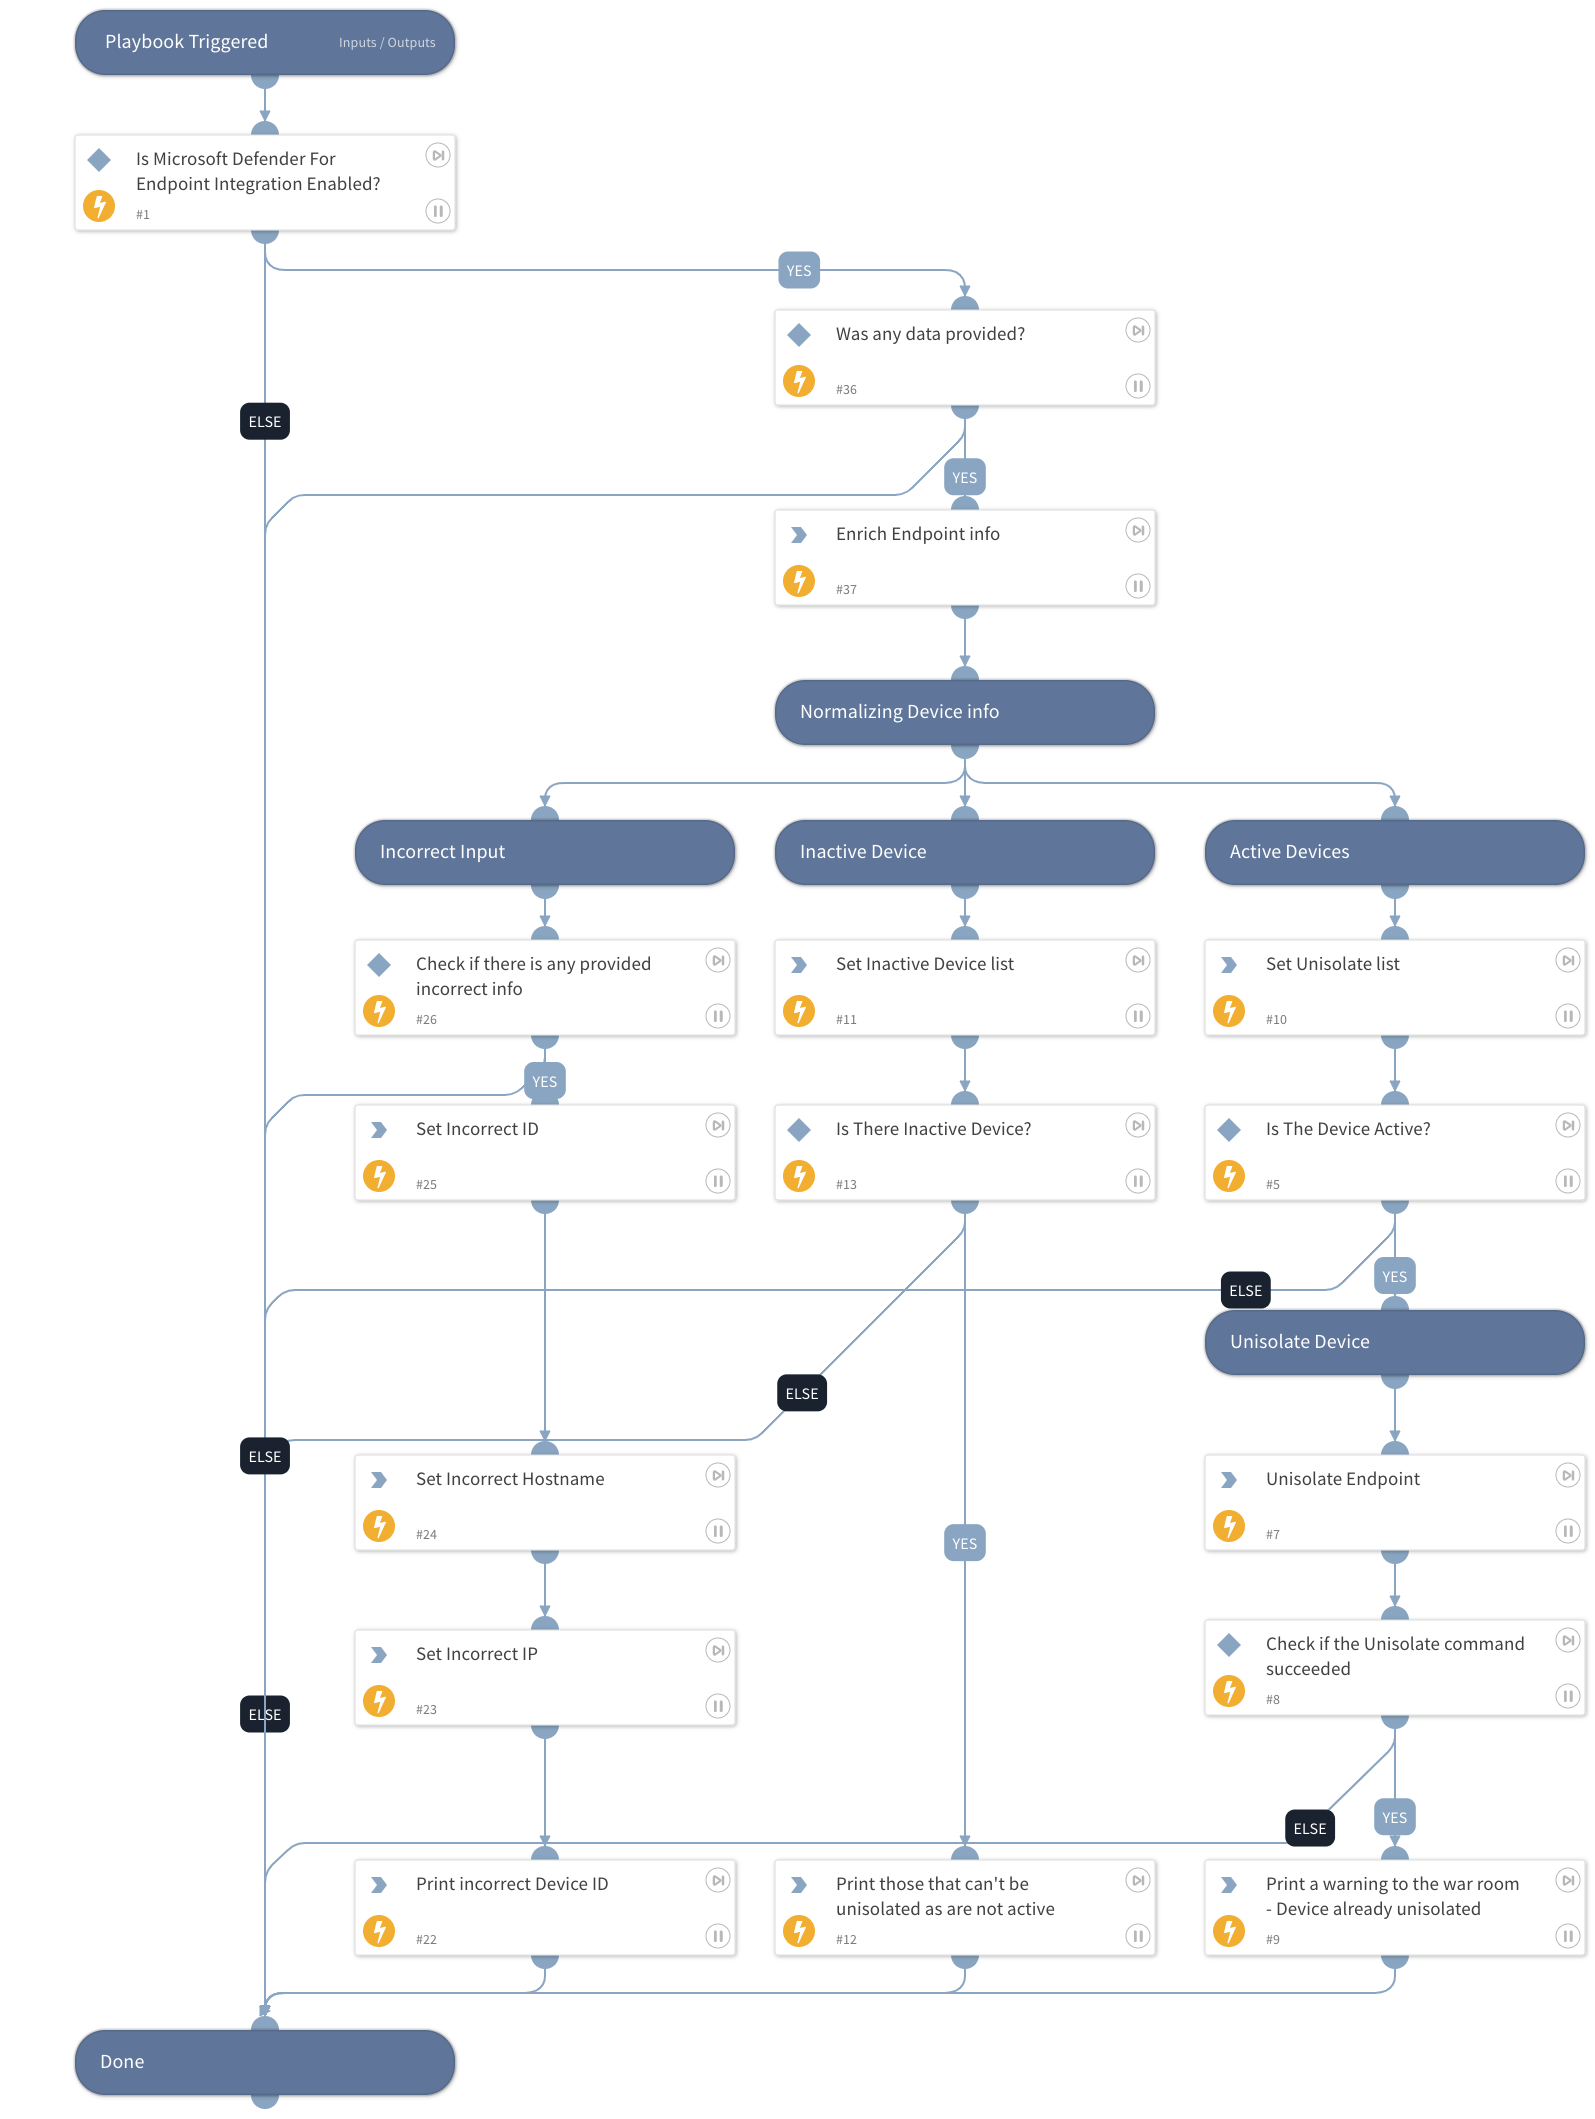 Playbook Triggered
Inputs / Outputs
Is Microsoft Defender For
Endpoint Integration Enabled?
#1
YES
Was any data provided?
#36
ELSE
YES
Enrich Endpoint info
#37
Normalizing Device info
Incorrect Input
Inactive Device
Active Devices
Check if there is any provided
incorrect info
#26
Set Inactive Device list
#11
Set Unisolate list
#10
YES
Set Incorrect ID
#25
Is There Inactive Device?
#13
Is The Device Active?
#5
YES
ELSE
Unisolate Device
ELSE
ELSE
Set Incorrect Hostname
#24
Unisolate Endpoint
#7
YES
Set Incorrect IP
#23
Check if the Unisolate command
succeeded
#8
ELSE
YES
ELSE
Print incorrect Device ID
#22
Print those that can't be
unisolated as are not active
#12
Print a warning to the war room
- Device already unisolated
#9
Done